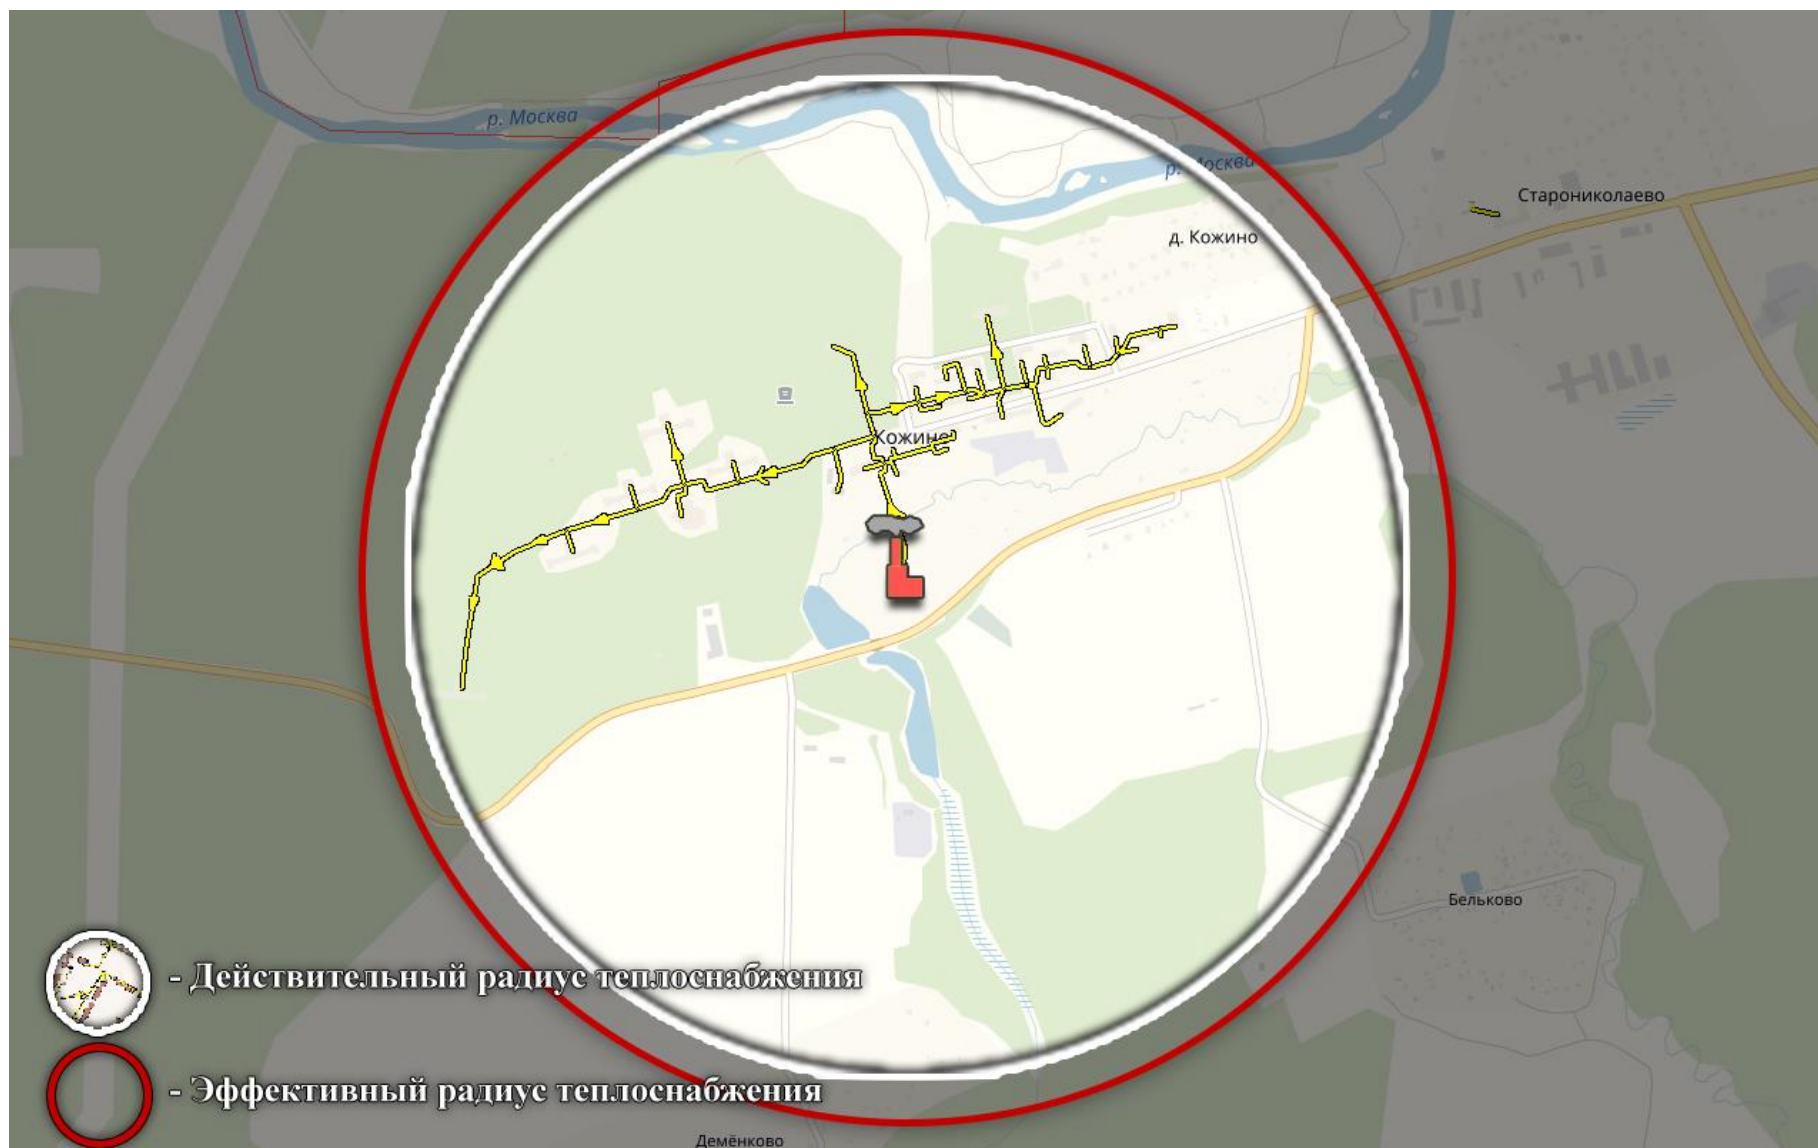 р. Москва
р. Москва
Старониколаево
д. Кожино
Кожино
Бельково
- Действительный радиус теплоснабжения
- Эффективный радиус теплоснабжения
Демёнково